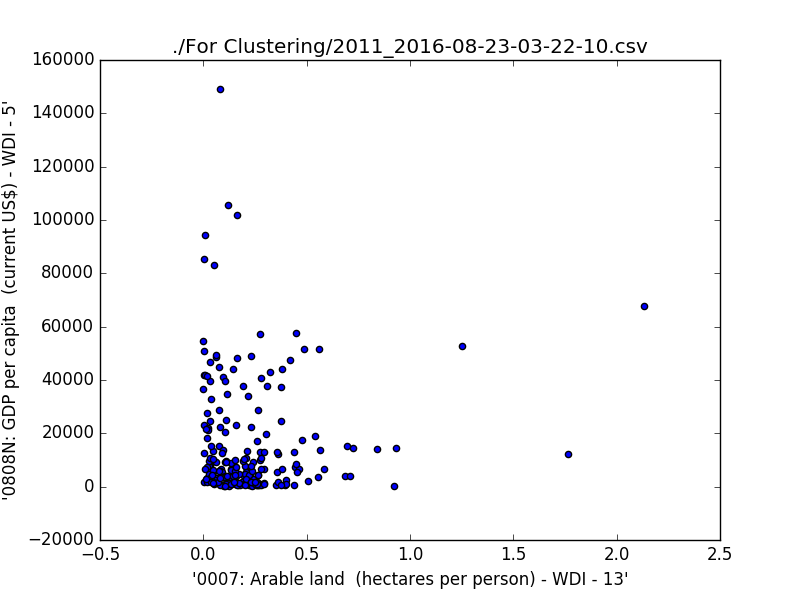 ./For Clustering/2011_2016-08-23-03-22-10.csv
'0808N: GDP per capita  (current US$) - WDI - 5'
160000
140000
120000
100000
80000
60000
40000
20000
0
−20000
−0.5 0.0 0.5 1.0 1.5 2.0 2.5
'0007: Arable land  (hectares per person) - WDI - 13'